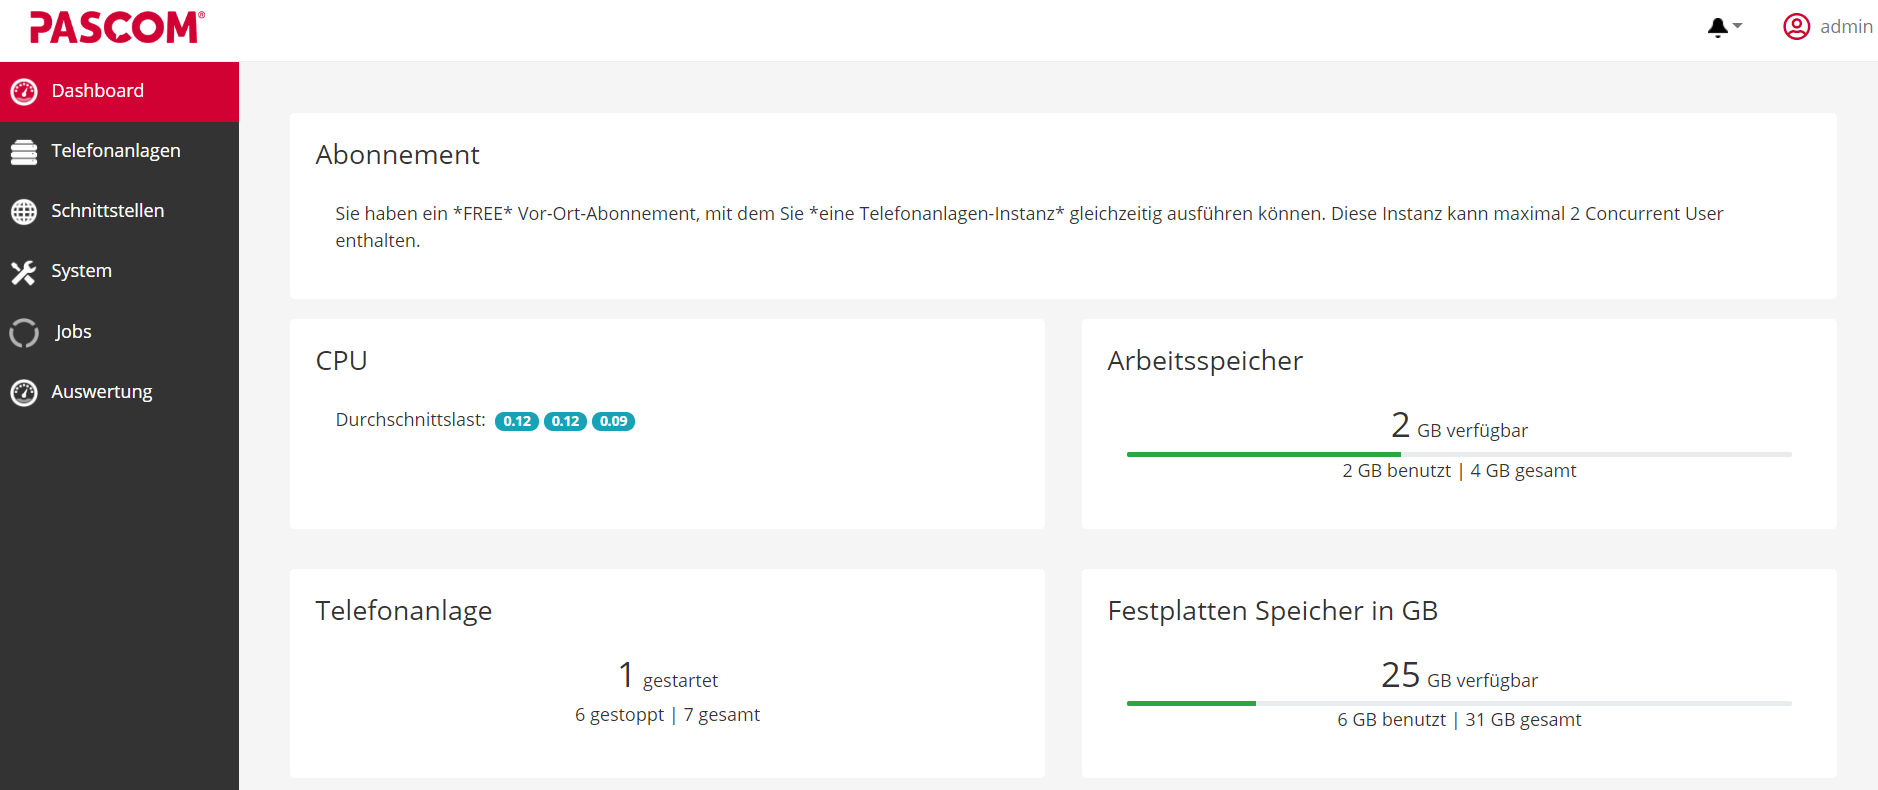 PASCOM®
admin
Dashboard
Telefonanlagen
Schnittstellen
System
Jobs
Auswertung
Abonnement
Sie haben ein *FREE* Vor-Ort-Abonnement, mit dem Sie *eine Telefonanlagen-Instanz* gleichzeitig ausführen können. Diese Instanz kann maximal 2 Concurrent User
enthalten.
CPU
Durchschnittslast: 0.12 0.12 0.09
Arbeitsspeicher
2 GB verfügbar
2 GB benutzt | 4 GB gesamt
Telefonanlage
1 gestartet
6 gestoppt | 7 gesamt
Festplatten Speicher in GB
25 GB verfügbar
6 GB benutzt | 31 GB gesamt